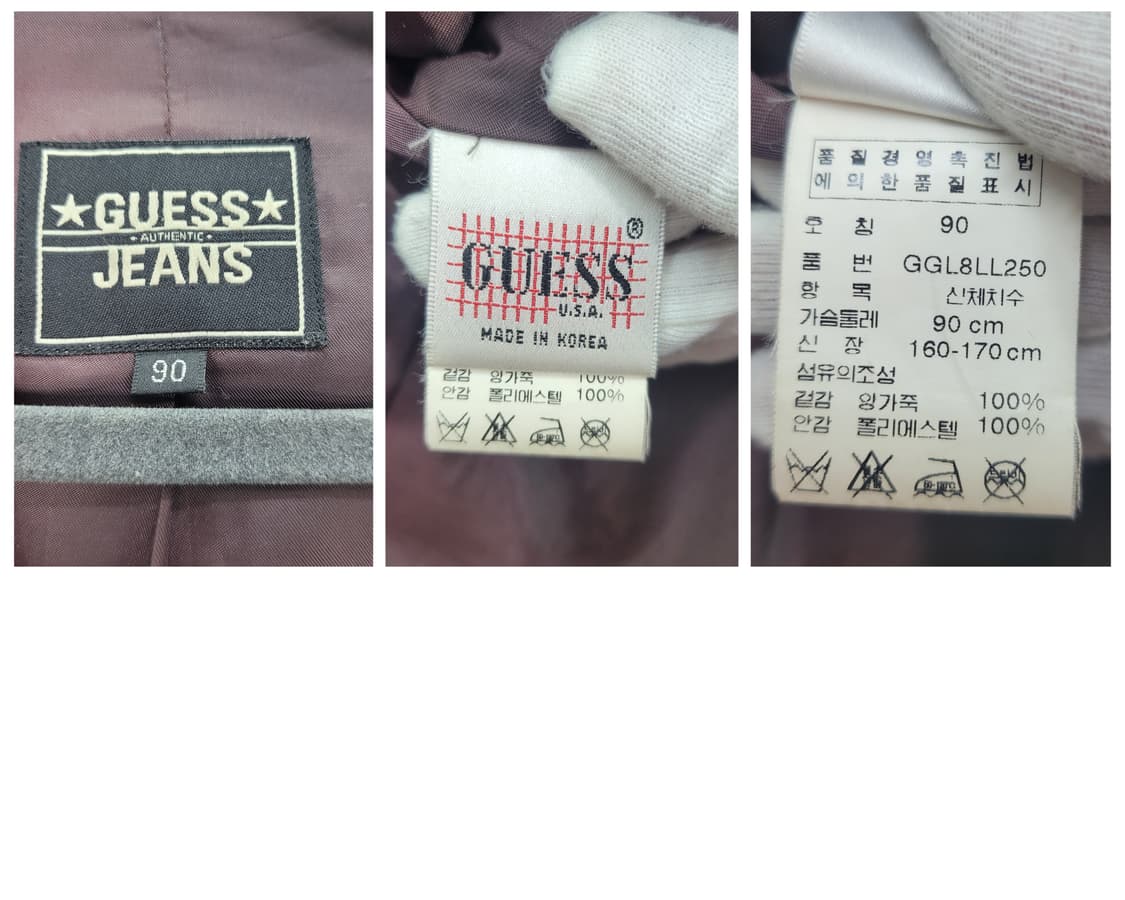 ★GUESS★
AUTHENTIC
JEANS
90
GUESS®
U.S.A.
MADE IN KOREA
겉감 양가죽 100%
안감 폴리에스텔 100%
품질경영촉진법
에 의한 품질표시
호 칭 90
품 번 GGL8LL250
항 목 신체치수
가슴둘레 90 cm
신 장 160-170 cm
섬유의조성
겉감 양가죽 100%
안감 폴리에스텔 100%